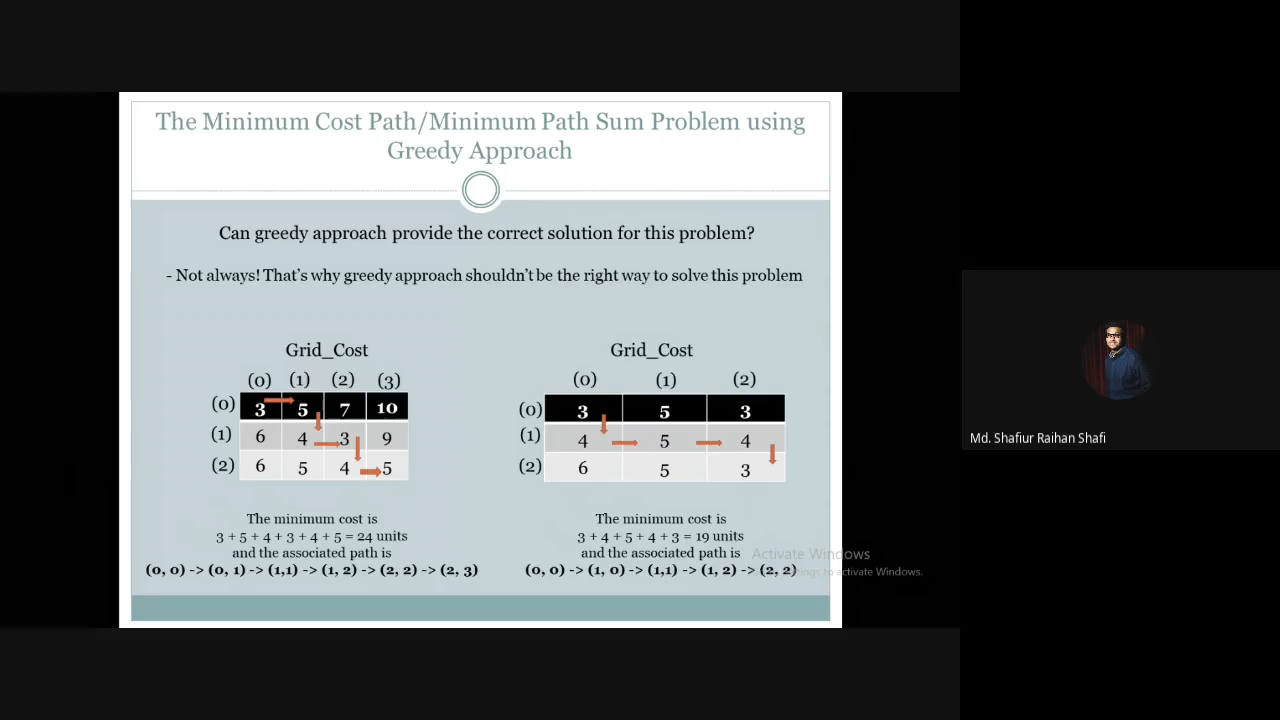 The Minimum Cost Path/Minimum Path Sum Problem using
Greedy Approach
Can greedy approach provide the correct solution for this problem?
- Not always! That's why greedy approach shouldn't be the right way to solve this problem
Grid_Cost
(0) (1) (2) (3)
(0) 3 5 7 10
(1) 6 4 3 9
(2) 6 5 4 5
The minimum cost is
3 + 5 + 4 + 3 + 4 + 5 = 24 units
and the associated path is
(0, 0) -> (0, 1) -> (1,1) -> (1, 2) -> (2, 2) -> (2, 3)
Grid_Cost
(0) (1) (2)
(0) 3 5 3
(1) 4 5 4
(2) 6 5 3
The minimum cost is
3 + 4 + 5 + 4 + 3 = 19 units
and the associated path is
(0, 0) -> (1, 0) -> (1,1) -> (1, 2) -> (2, 2)
Activate Windows
to activate Windows.
Md. Shafiur Raihan Shafi